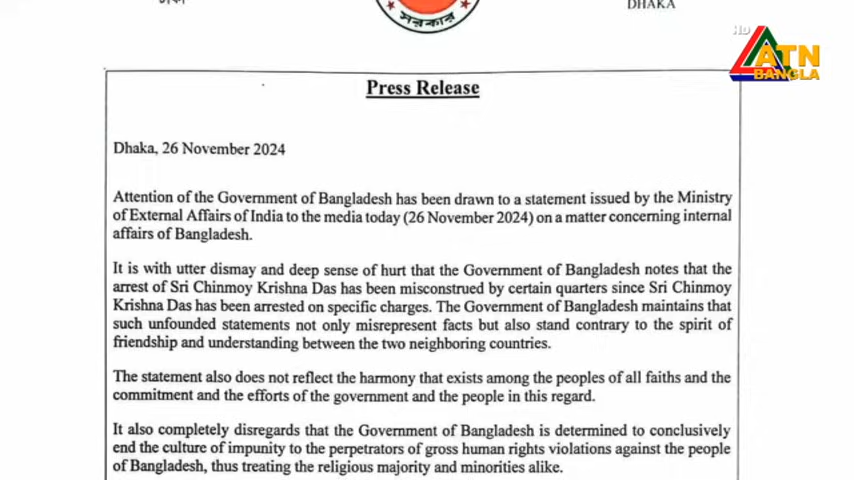 DHAKA
সরকার
HD
ATN
BANGLA
Press Release
Dhaka, 26 November 2024
Attention of the Government of Bangladesh has been drawn to a statement issued by the Ministry
of External Affairs of India to the media today (26 November 2024) on a matter concerning internal
affairs of Bangladesh.
It is with utter dismay and deep sense of hurt that the Government of Bangladesh notes that the
arrest of Sri Chinmoy Krishna Das has been misconstrued by certain quarters since Sri Chinmoy
Krishna Das has been arrested on specific charges. The Government of Bangladesh maintains that
such unfounded statements not only misrepresent facts but also stand contrary to the spirit of
friendship and understanding between the two neighboring countries.
The statement also does not reflect the harmony that exists among the peoples of all faiths and the
commitment and the efforts of the government and the people in this regard.
It also completely disregards that the Government of Bangladesh is determined to conclusively
end the culture of impunity to the perpetrators of gross human rights violations against the people
of Bangladesh, thus treating the religious majority and minorities alike.